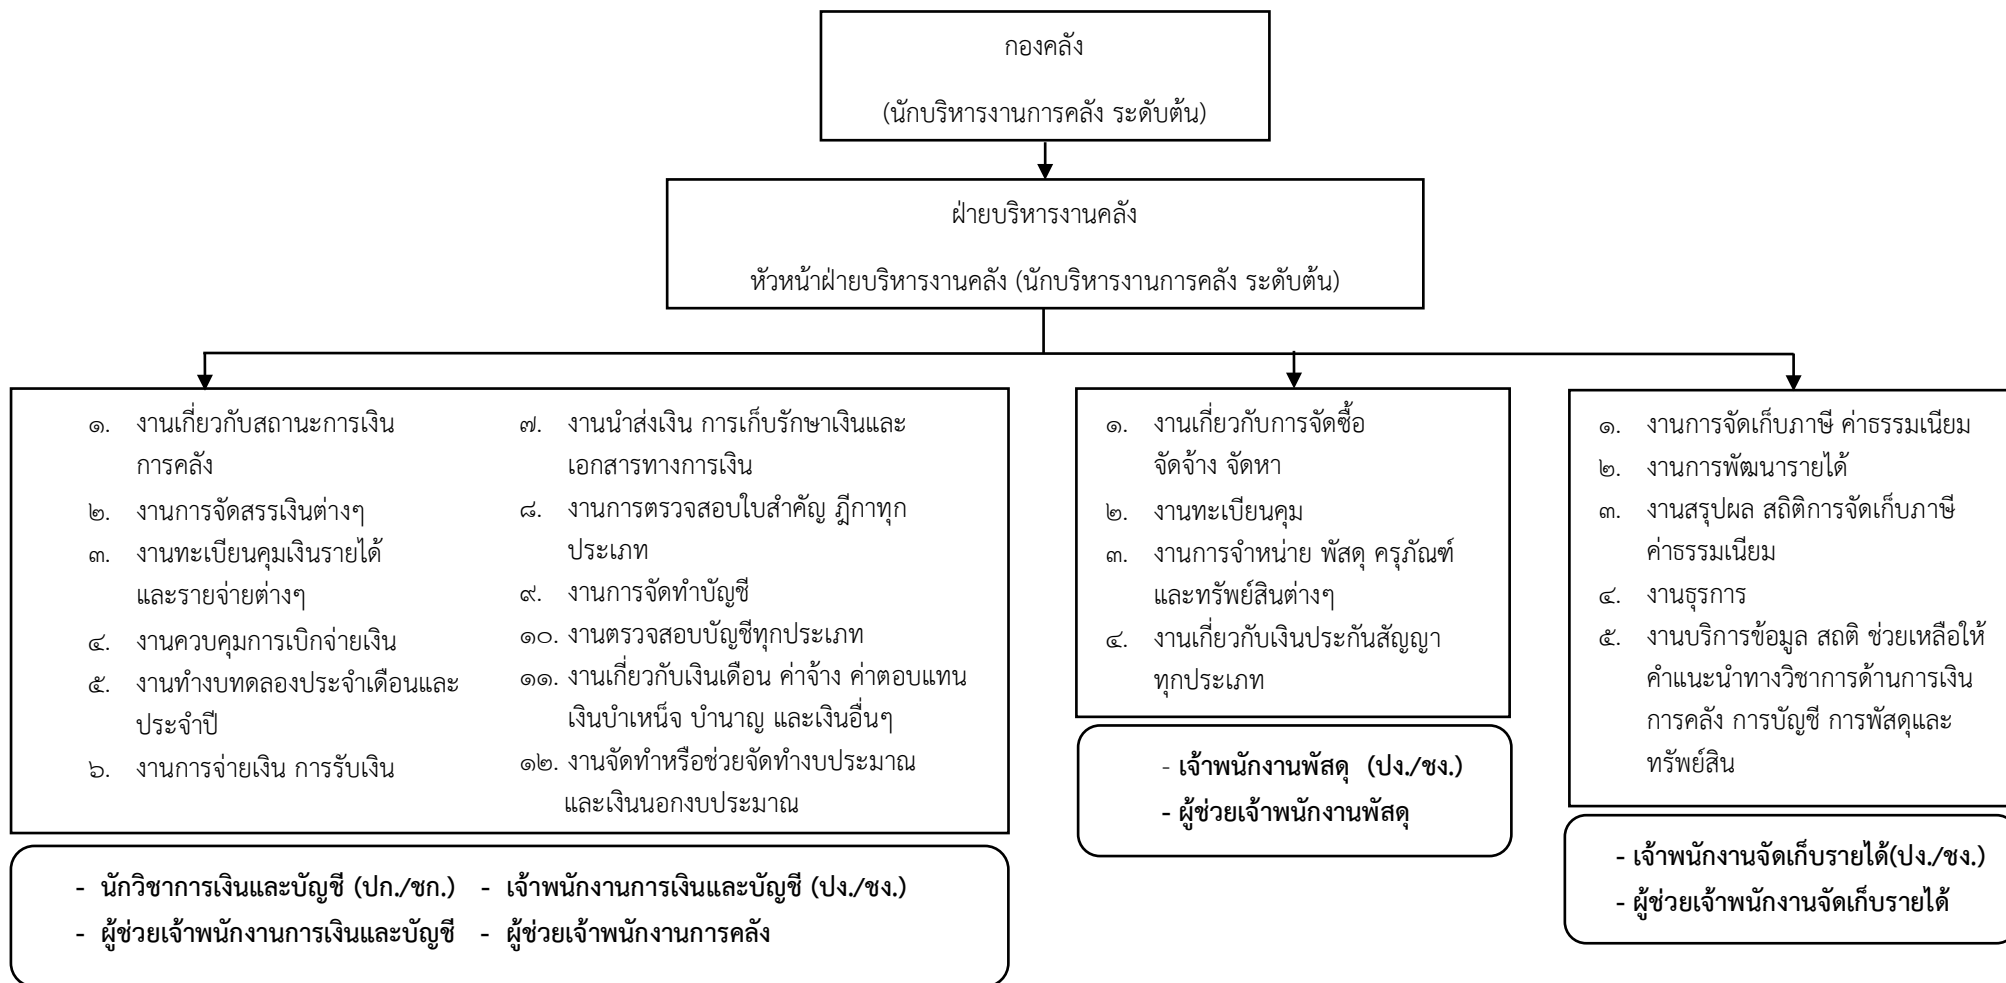 กองคลัง
(นักบริหารงานการคลัง ระดับต้น)
ฝ่ายบริหารงานคลัง
หัวหน้าฝ่ายบริหารงานคลัง (นักบริหารงานการคลัง ระดับต้น)
๑. งานเกี่ยวกับสถานะการเงิน
การคลัง
๒. งานการจัดสรรเงินต่างๆ
๓. งานทะเบียนคุมเงินรายได้
และรายจ่ายต่างๆ
๔. งานควบคุมการเบิกจ่ายเงิน
๕. งานทำงบทดลองประจำเดือนและ
ประจำปี
๖. งานการจ่ายเงิน การรับเงิน
๗. งานนำส่งเงิน การเก็บรักษาเงินและ
เอกสารทางการเงิน
๘. งานการตรวจสอบใบสำคัญ ฎีกาทุก
ประเภท
๙. งานการจัดทำบัญชี
๑๐. งานตรวจสอบบัญชีทุกประเภท
๑๑. งานเกี่ยวกับเงินเดือน ค่าจ้าง ค่าตอบแทน
เงินบำเหน็จ บำนาญ และเงินอื่นๆ
๑๒. งานจัดทำหรือช่วยจัดทำงบประมาณ
และเงินนอกงบประมาณ
- นักวิชาการเงินและบัญชี (ปก./ชก.) - เจ้าพนักงานการเงินและบัญชี (ปง./ชง.)
- ผู้ช่วยเจ้าพนักงานการเงินและบัญชี - ผู้ช่วยเจ้าพนักงานการคลัง
๑. งานเกี่ยวกับการจัดซื้อ
จัดจ้าง จัดหา
๒. งานทะเบียนคุม
๓. งานการจำหน่าย พัสดุ ครุภัณฑ์
และทรัพย์สินต่างๆ
๔. งานเกี่ยวกับเงินประกันสัญญา
ทุกประเภท
- เจ้าพนักงานพัสดุ (ปง./ชง.)
- ผู้ช่วยเจ้าพนักงานพัสดุ
๑. งานการจัดเก็บภาษี ค่าธรรมเนียม
๒. งานการพัฒนารายได้
๓. งานสรุปผล สถิติการจัดเก็บภาษี
ค่าธรรมเนียม
๔. งานธุรการ
๕. งานบริการข้อมูล สถติ ช่วยเหลือให้
คำแนะนำทางวิชาการด้านการเงิน
การคลัง การบัญชี การพัสดุและ
ทรัพย์สิน
- เจ้าพนักงานจัดเก็บรายได้(ปง./ชง.)
- ผู้ช่วยเจ้าพนักงานจัดเก็บรายได้